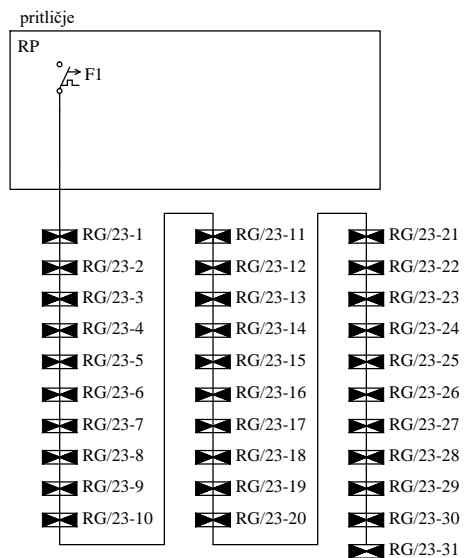 pritličje
RP
F1
RG/23-1
RG/23-2
RG/23-3
RG/23-4
RG/23-5
RG/23-6
RG/23-7
RG/23-8
RG/23-9
RG/23-10
RG/23-11
RG/23-12
RG/23-13
RG/23-14
RG/23-15
RG/23-16
RG/23-17
RG/23-18
RG/23-19
RG/23-20
RG/23-21
RG/23-22
RG/23-23
RG/23-24
RG/23-25
RG/23-26
RG/23-27
RG/23-28
RG/23-29
RG/23-30
RG/23-31